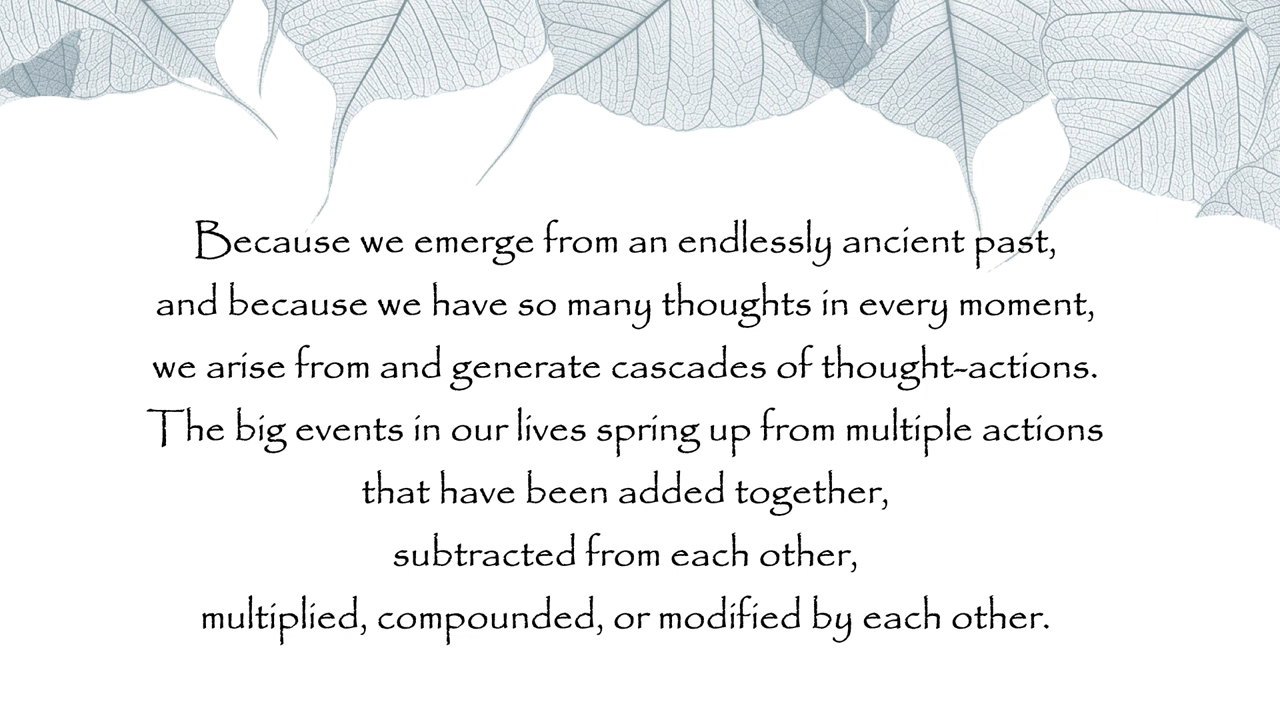 Because we emerge from an endlessly ancient past,
and because we have so many thoughts in every moment,
we arise from and generate cascades of thought-actions.
The big events in our lives spring up from multiple actions
that have been added together,
subtracted from each other,
multiplied, compounded, or modified by each other.